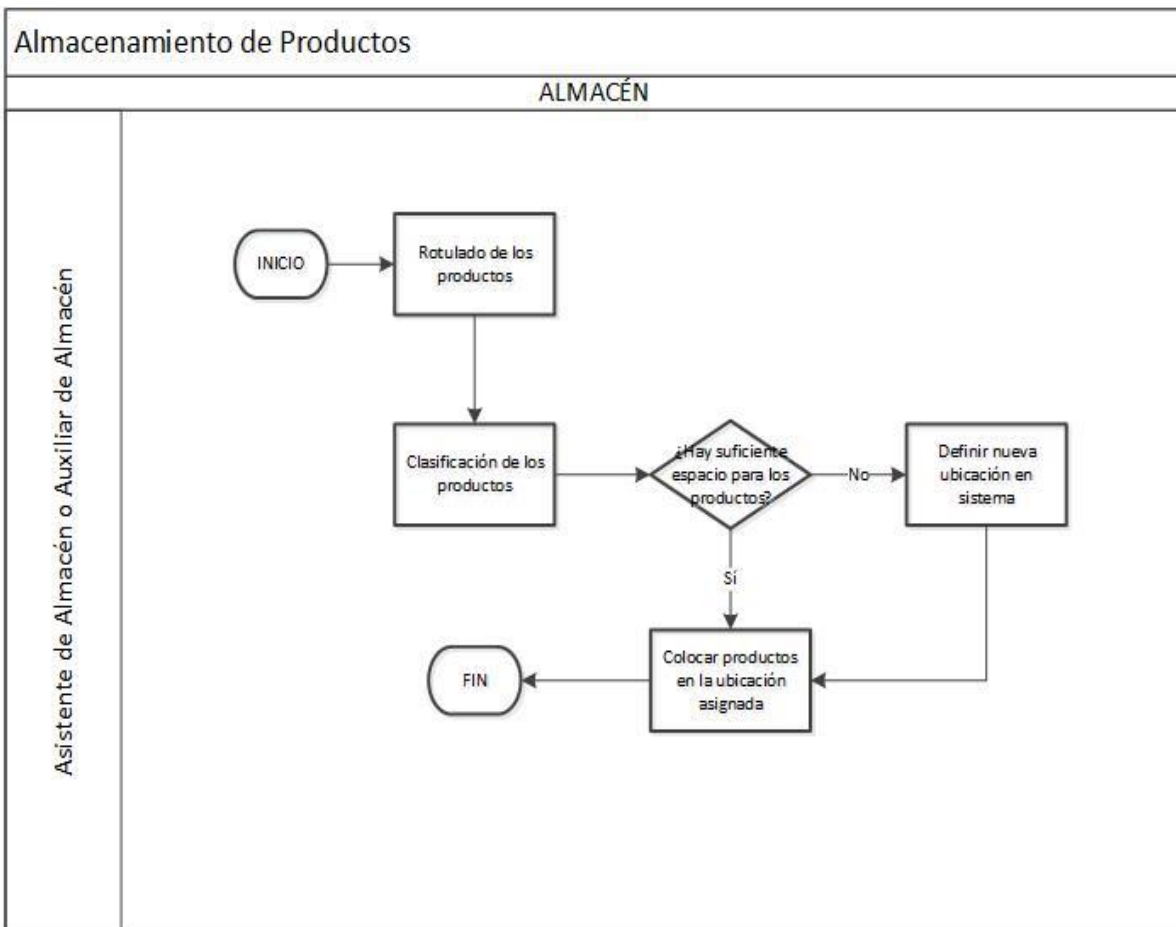 Almacenamiento de Productos
ALMACÉN
Asistente de Almacén o Auxiliar de Almacén
INICIO
Rotulado de los
productos
Clasificación de los
productos
¿Hay suficiente
espacio para los
productos?
No
Definir nueva
ubicación en
sistema
Sí
Colocar productos
en la ubicación
asignada
FIN